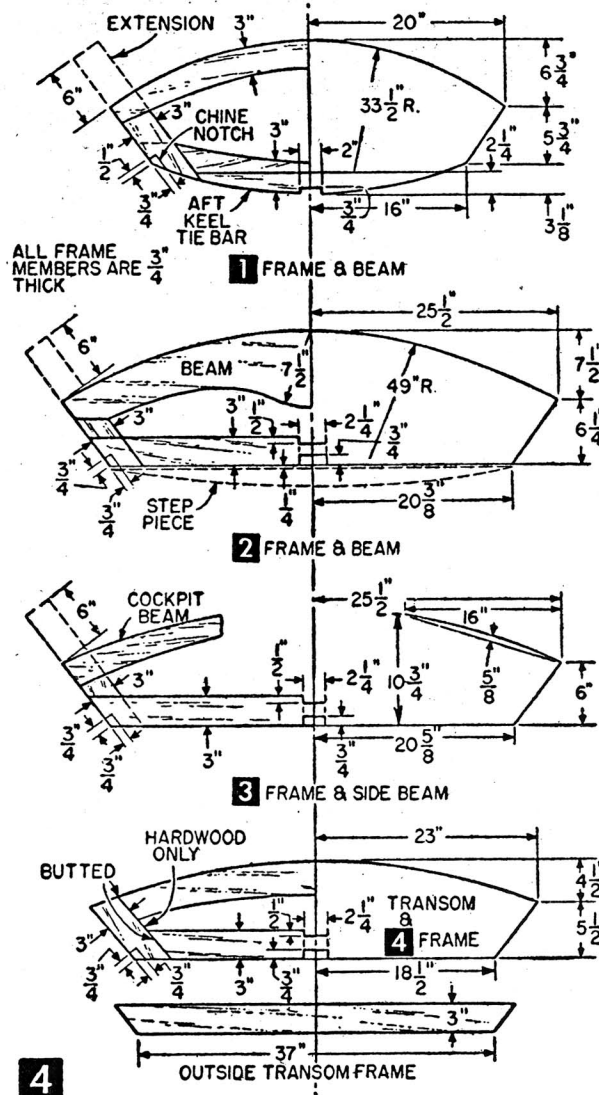 EXTENSION
3"
20"
6 3/4"
6"
3"
CHINE
NOTCH
33 1/2" R.
5 3/4"
3"
2"
2 1/4"
1/2"
3/4"
AFT
KEEL
TIE BAR
3/4"
16"
3 1/8"
ALL FRAME
MEMBERS ARE 3/4"
THICK
1 FRAME & BEAM
25 1/2"
6"
BEAM
7 1/2"
7 1/2"
49" R.
3"
3"
1/2"
2 1/4"
3/4"
6 1/4"
3/4"
3/4"
STEP
PIECE
1/4"
20 3/8"
2 FRAME & BEAM
25 1/2"
6"
COCKPIT
BEAM
16"
3"
1/2"
2 1/4"
10 3/4"
5/8"
6"
3/4"
3/4"
3"
3/4"
20 5/8"
3 FRAME & SIDE BEAM
HARDWOOD
ONLY
23"
BUTTED
4 1/2"
1/2"
2 1/4"
TRANSOM
&
4 FRAME
5 1/2"
3"
3/4"
3/4"
3"
3/4"
18 1/2"
3"
37"
OUTSIDE TRANSOM FRAME
4